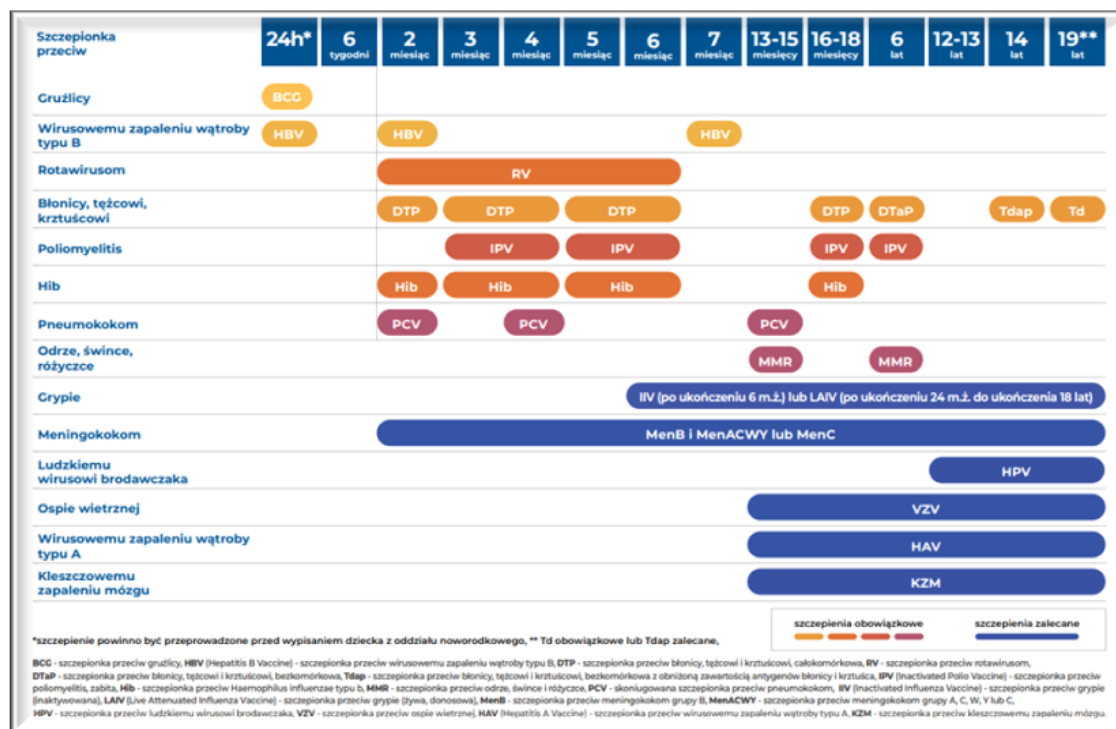 Szczepionka przeciw 24h* 6 tygodni 2 miesiąc 3 miesiąc 4 miesiąc 5 miesiąc 6 miesiąc 7 miesiąc 13-15 miesięcy 16-18 miesięcy 6 lat 12-13 lat 14 lat 19** lat
Gruźlicy BCG
Wirusowemu zapaleniu wątroby typu B HBV HBV HBV
Rotawirusom RV
Błonicy, tężcowi, krztuścowi DTP DTP DTP DTP DTaP Tdap Td
Poliomyelitis IPV IPV IPV IPV
Hib Hib Hib Hib Hib
Pneumokokom PCV PCV PCV
Odrze, śwince, różyczce MMR MMR
Grypie IIV (po ukończeniu 6 m.ż.) lub LAIV (po ukończeniu 24 m.ż. do ukończenia 18 lat)
Meningokokom MenB i MenACWY lub MenC
Ludzkiemu wirusowi brodawczaka HPV
Ospie wietrznej VZV
Wirusowemu zapaleniu wątroby typu A HAV
Kleszczowemu zapaleniu mózgu KZM
szczepienia obowiązkowe szczepienia zalecane
*szczepienie powinno być przeprowadzone przed wypisaniem dziecka z oddziału noworodkowego, ** Td obowiązkowe lub Tdap zalecane,
BCG - szczepionka przeciw gruźlicy, HBV (Hepatitis B Vaccine) - szczepionka przeciw wirusowemu zapaleniu wątroby typu B, DTP - szczepionka przeciw błonicy, tężcowi i krztuścowi, całokomórkowa, RV - szczepionka przeciw rotawirusom,
DTaP - szczepionka przeciw błonicy, tężcowi i krztuścowi, bezkomórkowa, Tdap - szczepionka przeciw błonicy, tężcowi i krztuścowi, bezkomórkowa z obniżoną zawartością antygenów błonicy i krztuśca, IPV (Inactivated Polio Vaccine) - szczepionka przeciw
poliomyelitis, zabita, Hib - szczepionka przeciw Haemophilus influenzae typu b, MMR - szczepionka przeciw odrze, śwince i różyczce, PCV - skoniugowana szczepionka przeciw pneumokokom, IIV (Inactivated Influenza Vaccine) - szczepionka przeciw grypie
(inaktywowana), LAIV (Live Attenuated Influenza Vaccine) - szczepionka przeciw grypie (żywa, donosowa), MenB - szczepionka przeciw meningokokom grupy B, MenACWY - szczepionka przeciw meningokokom grupy A, C, W, Y lub C,
HPV - szczepionka przeciw ludzkiemu wirusowi brodawczaka, VZV - szczepionka przeciw ospie wietrznej, HAV (Hepatitis A Vaccine) - szczepionka przeciw wirusowemu zapaleniu wątroby typu A, KZM - szczepionka przeciw kleszczowemu zapaleniu mózgu.